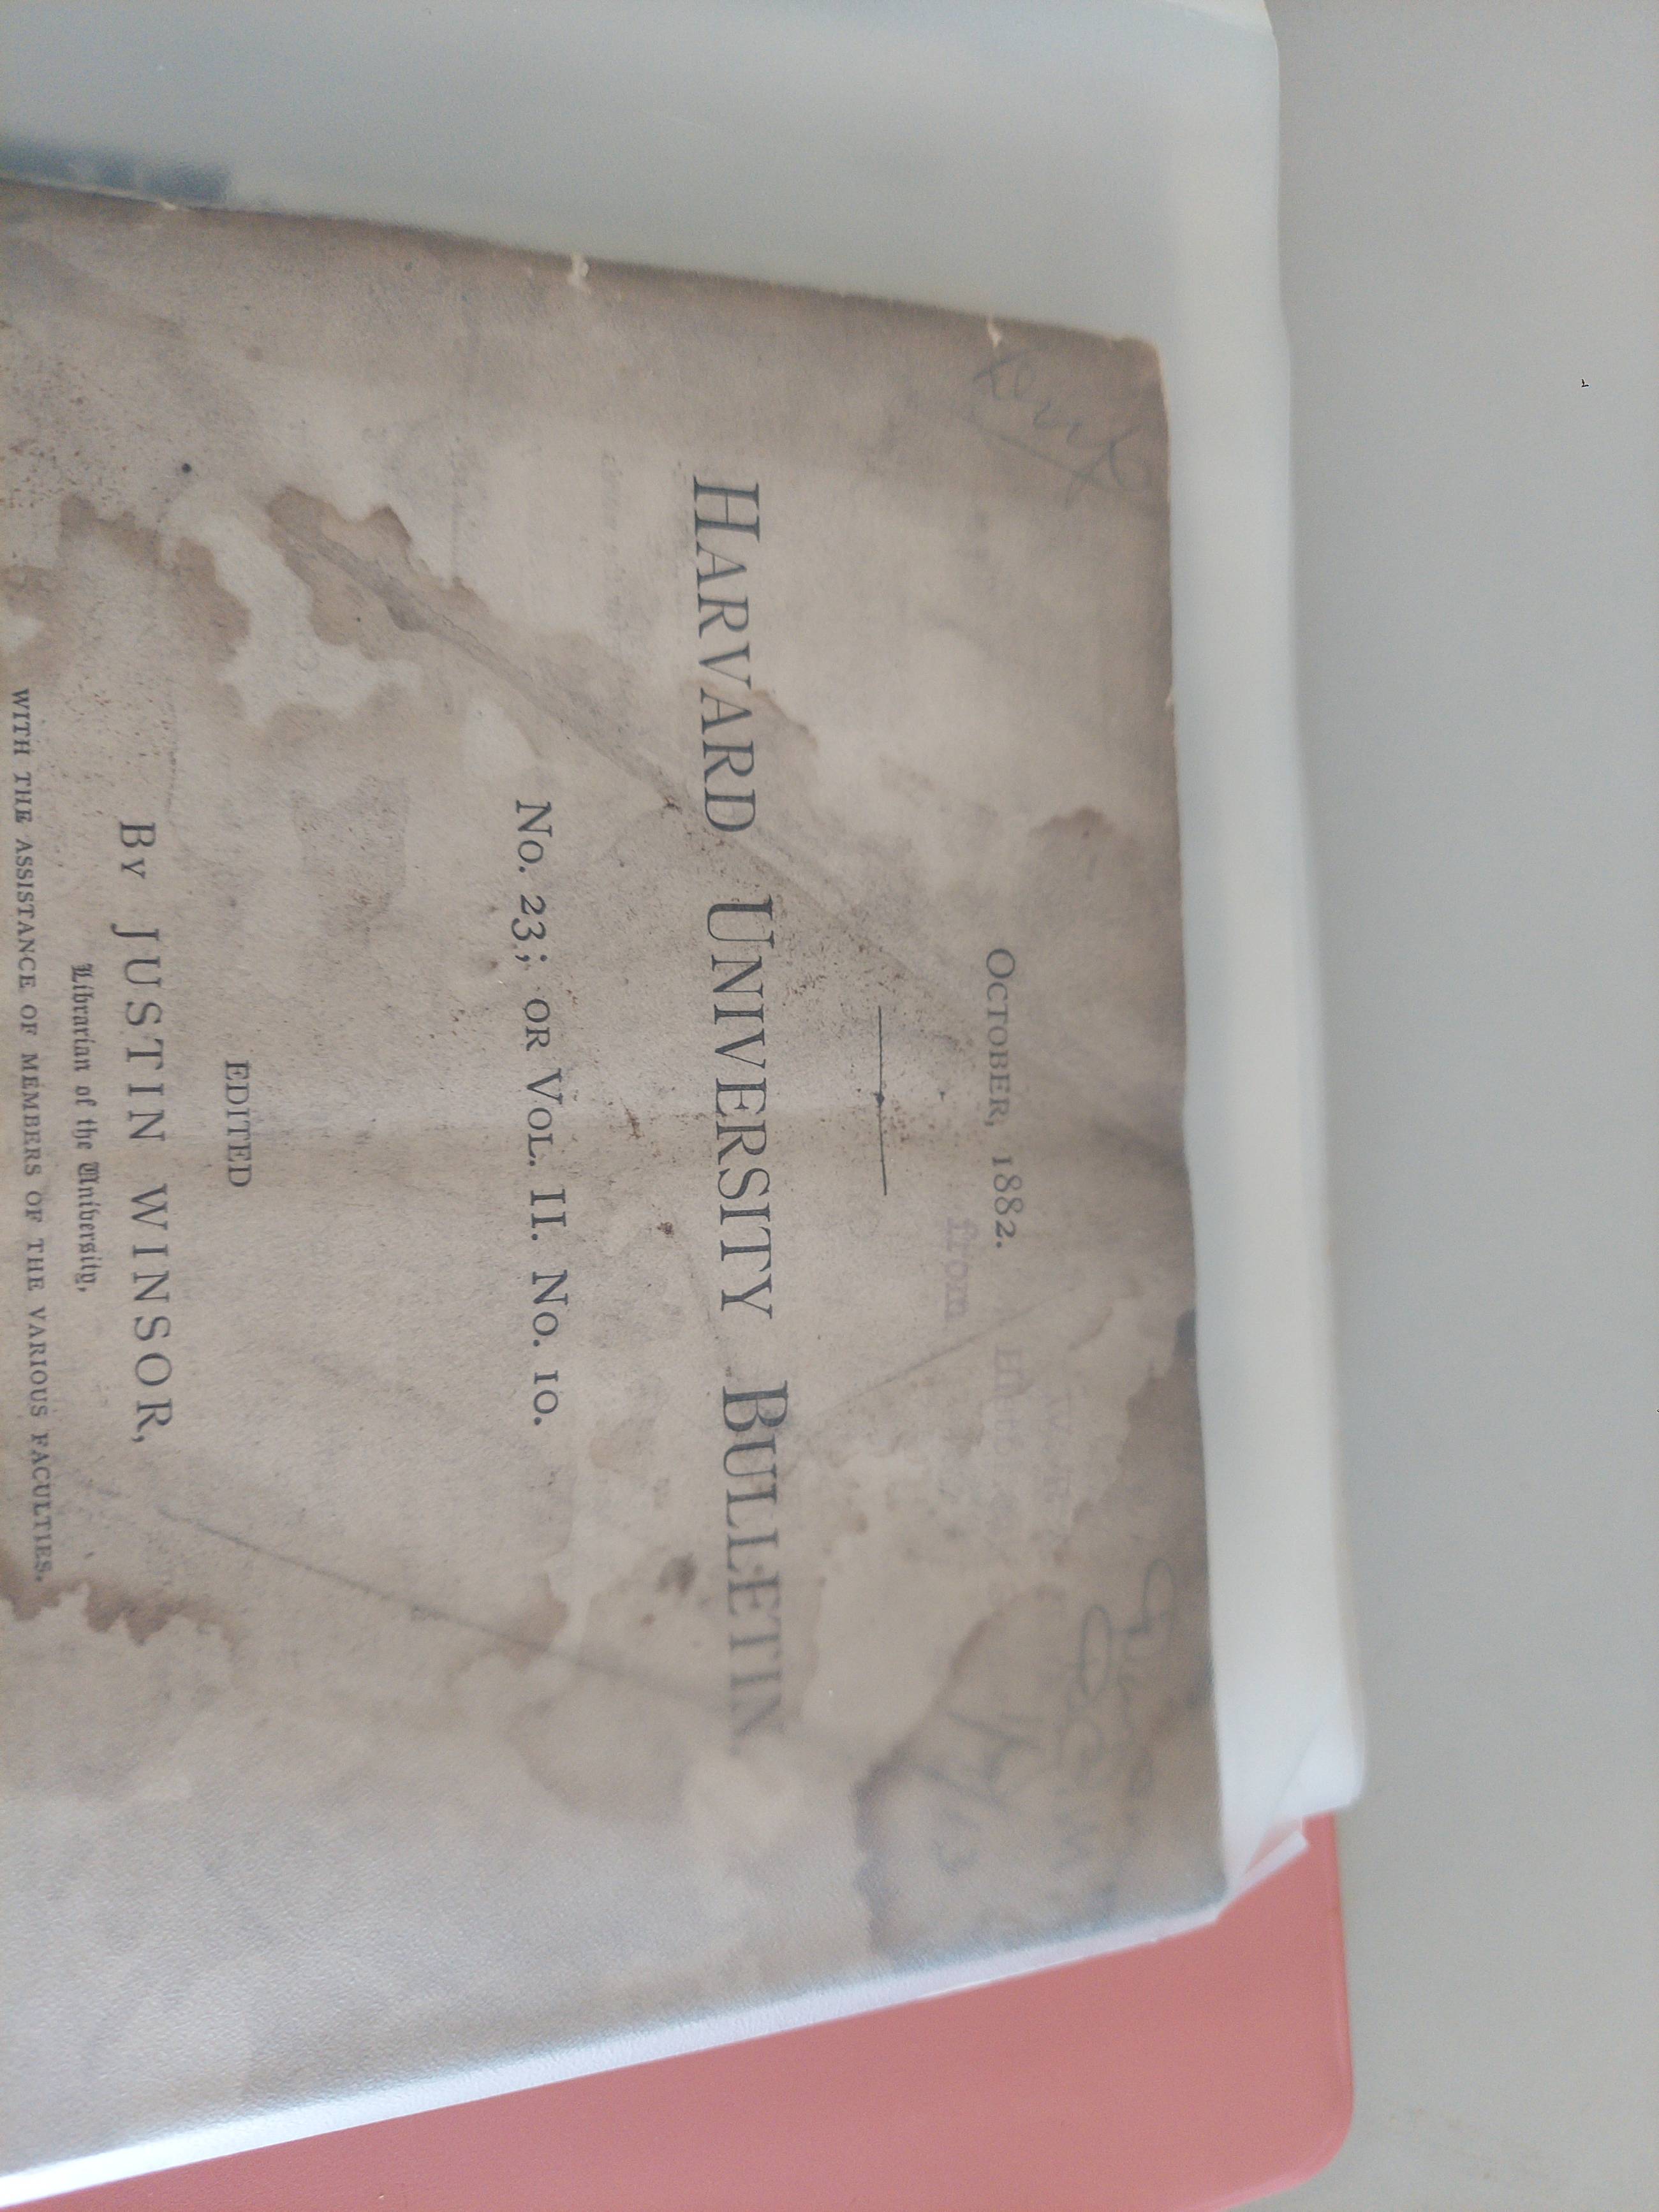 October, 1882.
from
Harvard University Bulletin
No. 23; or Vol. II. No. 10.
EDITED
By JUSTIN WINSOR,
Librarian of the University,
WITH THE ASSISTANCE OF MEMBERS OF THE VARIOUS FACULTIES.